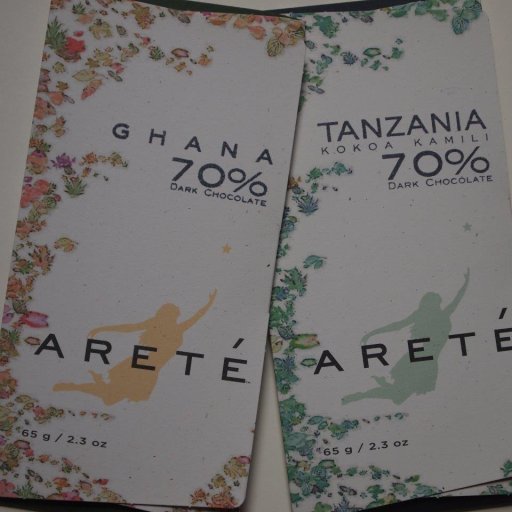 GHANA
70%
DARK CHOCOLATE
ARETÉ
65 g / 2.3 oz
TANZANIA
KOKOA KAMILI
70%
DARK CHOCOLATE
ARETÉ
65 g / 2.3 oz